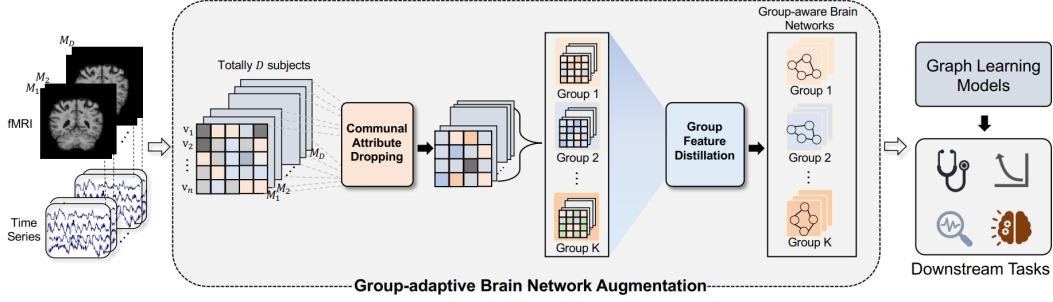 M_D
M_2
M_1
fMRI
Time
Series
Totally D subjects
v_1
v_2
⋮
v_n
M_1
M_2
M_D
Communal
Attribute
Dropping
Group 1
Group 2
⋮
Group K
Group
Feature
Distillation
Group-aware Brain
Networks
Group 1
Group 2
⋮
Group K
Graph Learning
Models
Downstream Tasks
Group-adaptive Brain Network Augmentation